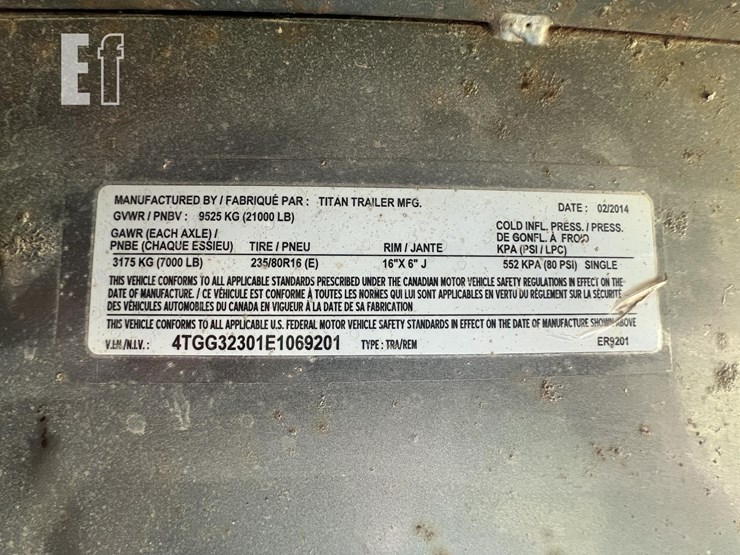 Ef
MANUFACTURED BY / FABRIQUÉ PAR : TITAN TRAILER MFG. DATE : 02/2014
GVWR / PNBV : 9525 KG (21000 LB)
GAWR (EACH AXLE) / COLD INFL. PRESS. / PRESS.
PNBE (CHAQUE ESSIEU) TIRE / PNEU RIM / JANTE DE GONFL. À FROID
KPA (PSI / LPC)
3175 KG (7000 LB) 235/80R16 (E) 16"X 6" J 552 KPA (80 PSI) SINGLE
THIS VEHICLE CONFORMS TO ALL APPLICABLE STANDARDS PRESCRIBED UNDER THE CANADIAN MOTOR VEHICLE SAFETY REGULATIONS IN EFFECT ON THE
DATE OF MANUFACTURE. / CE VÉHICULE EST CONFORME À TOUTES LES NORMES QUI LUI SONT APPLICABLES EN VERTU DU RÈGLEMENT SUR LA SÉCURITÉ
DES VÉHICULES AUTOMOBILES DU CANADA EN VIGUEUR À LA DATE DE SA FABRICATION.
THIS VEHICLE CONFORMS TO ALL APPLICABLE U.S. FEDERAL MOTOR VEHICLE SAFETY STANDARDS IN EFFECT ON THE DATE OF MANUFACTURE SHOWN ABOVE
V.I.N./N.I.V. : 4TGG32301E1069201 TYPE : TRA/REM ER9201